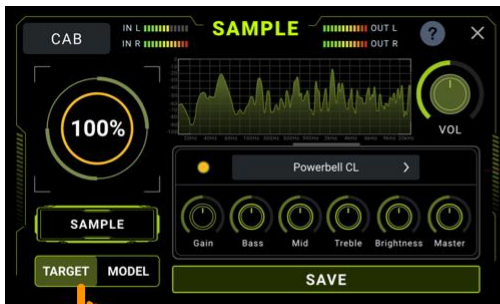 CAB
IN L
IN R
SAMPLE
OUT L
OUT R
?
100%
VOL
Powerbell CL
SAMPLE
Gain Bass Mid Treble Brightness Master
TARGET MODEL
SAVE